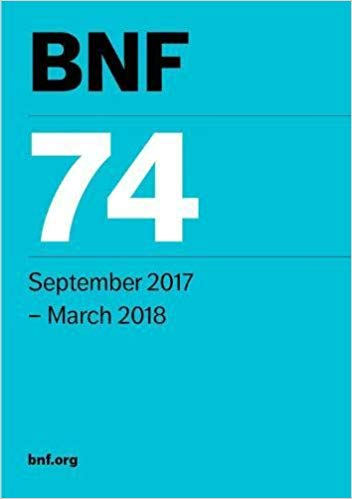 BNF
74
September 2017
– March 2018
bnf.org